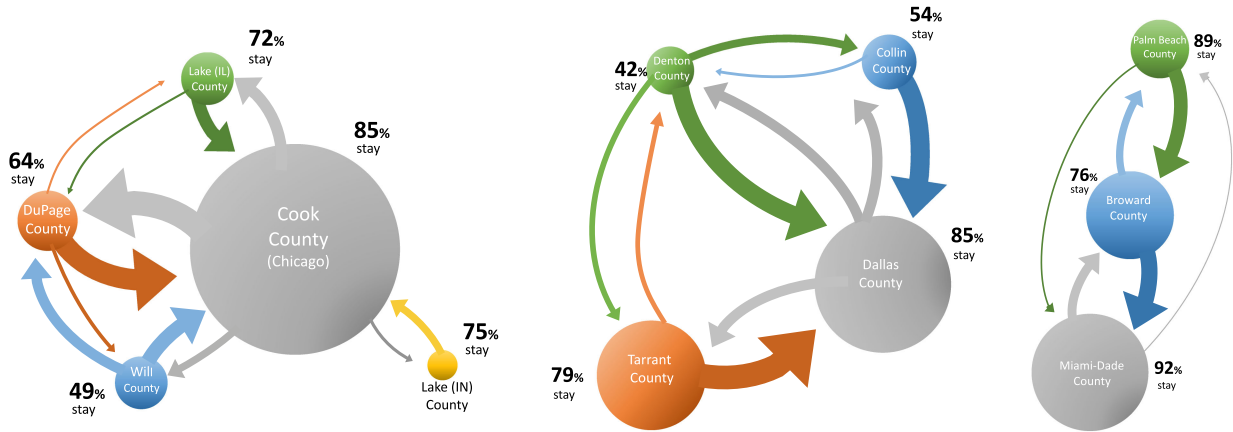 72%
stay
Lake (IL)
County
85%
stay
64%
stay
DuPage
County
Cook
County
(Chicago)
Will
County
49%
stay
75%
stay
Lake (IN)
County
54%
stay
Collin
County
42%
stay
Denton
County
85%
stay
Dallas
County
Tarrant
County
79%
stay
Palm Beach
County
89%
stay
76%
stay
Broward
County
Miami-Dade
County
92%
stay